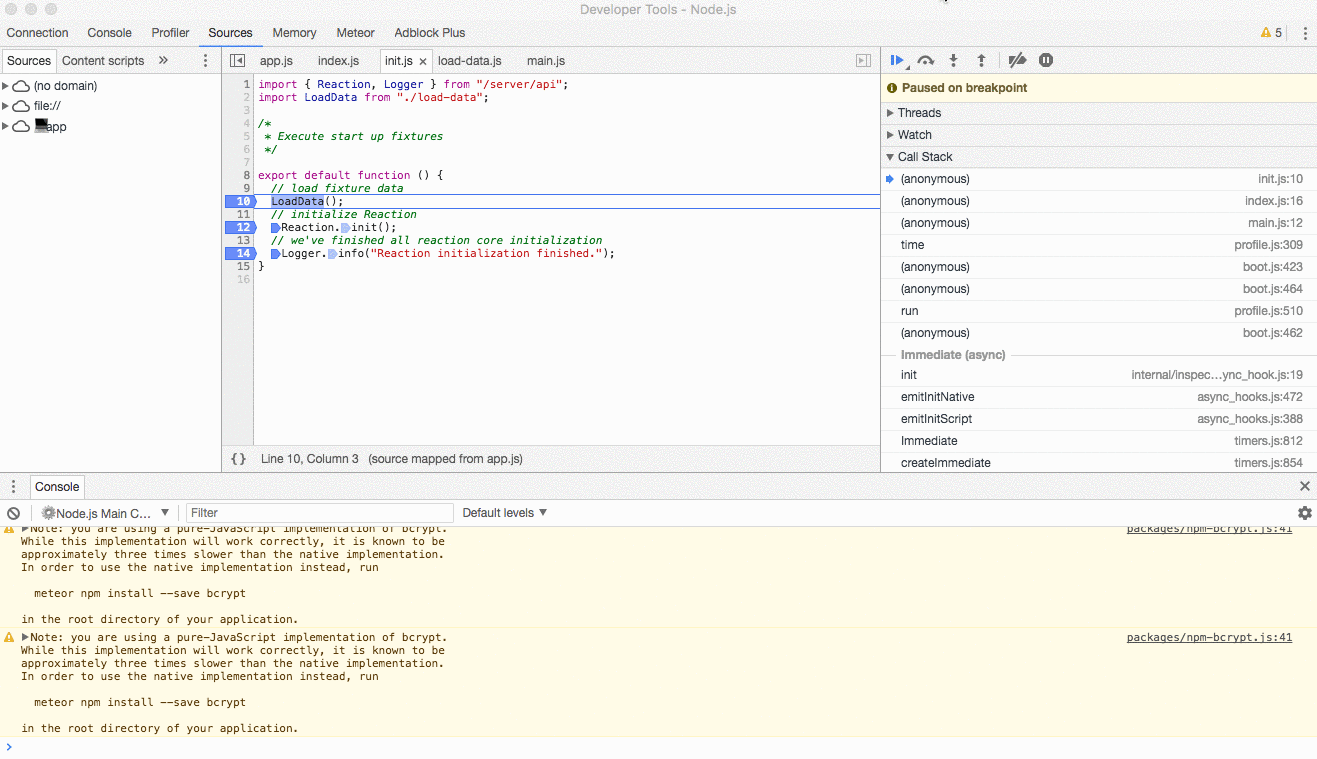 Developer Tools - Node.js
Connection Console Profiler Sources Memory Meteor Adblock Plus 5
Sources Content scripts »
(no domain)
file://
app
app.js index.js init.js × load-data.js main.js
1 import { Reaction, Logger } from "/server/api";
2 import LoadData from "./load-data";
3
4 /*
5 * Execute start up fixtures
6 */
7
8 export default function () {
9 // load fixture data
10 LoadData();
11 // initialize Reaction
12 Reaction.init();
13 // we've finished all reaction core initialization
14 Logger.info("Reaction initialization finished.");
15 }
16
{} Line 10, Column 3 (source mapped from app.js)
Paused on breakpoint
Threads
Watch
Call Stack
(anonymous) init.js:10
(anonymous) index.js:16
(anonymous) main.js:12
time profile.js:309
(anonymous) boot.js:423
(anonymous) boot.js:464
run profile.js:510
(anonymous) boot.js:462
Immediate (async)
init internal/inspec…ync_hook.js:19
emitInitNative async_hooks.js:472
emitInitScript async_hooks.js:388
Immediate timers.js:812
createImmediate timers.js:854
Console
Node.js Main C… Filter Default levels
Note: you are using a pure-JavaScript implementation of bcrypt. packages/npm-bcrypt.js:41
While this implementation will work correctly, it is known to be
approximately three times slower than the native implementation.
In order to use the native implementation instead, run
meteor npm install --save bcrypt
in the root directory of your application.
Note: you are using a pure-JavaScript implementation of bcrypt. packages/npm-bcrypt.js:41
While this implementation will work correctly, it is known to be
approximately three times slower than the native implementation.
In order to use the native implementation instead, run
meteor npm install --save bcrypt
in the root directory of your application.